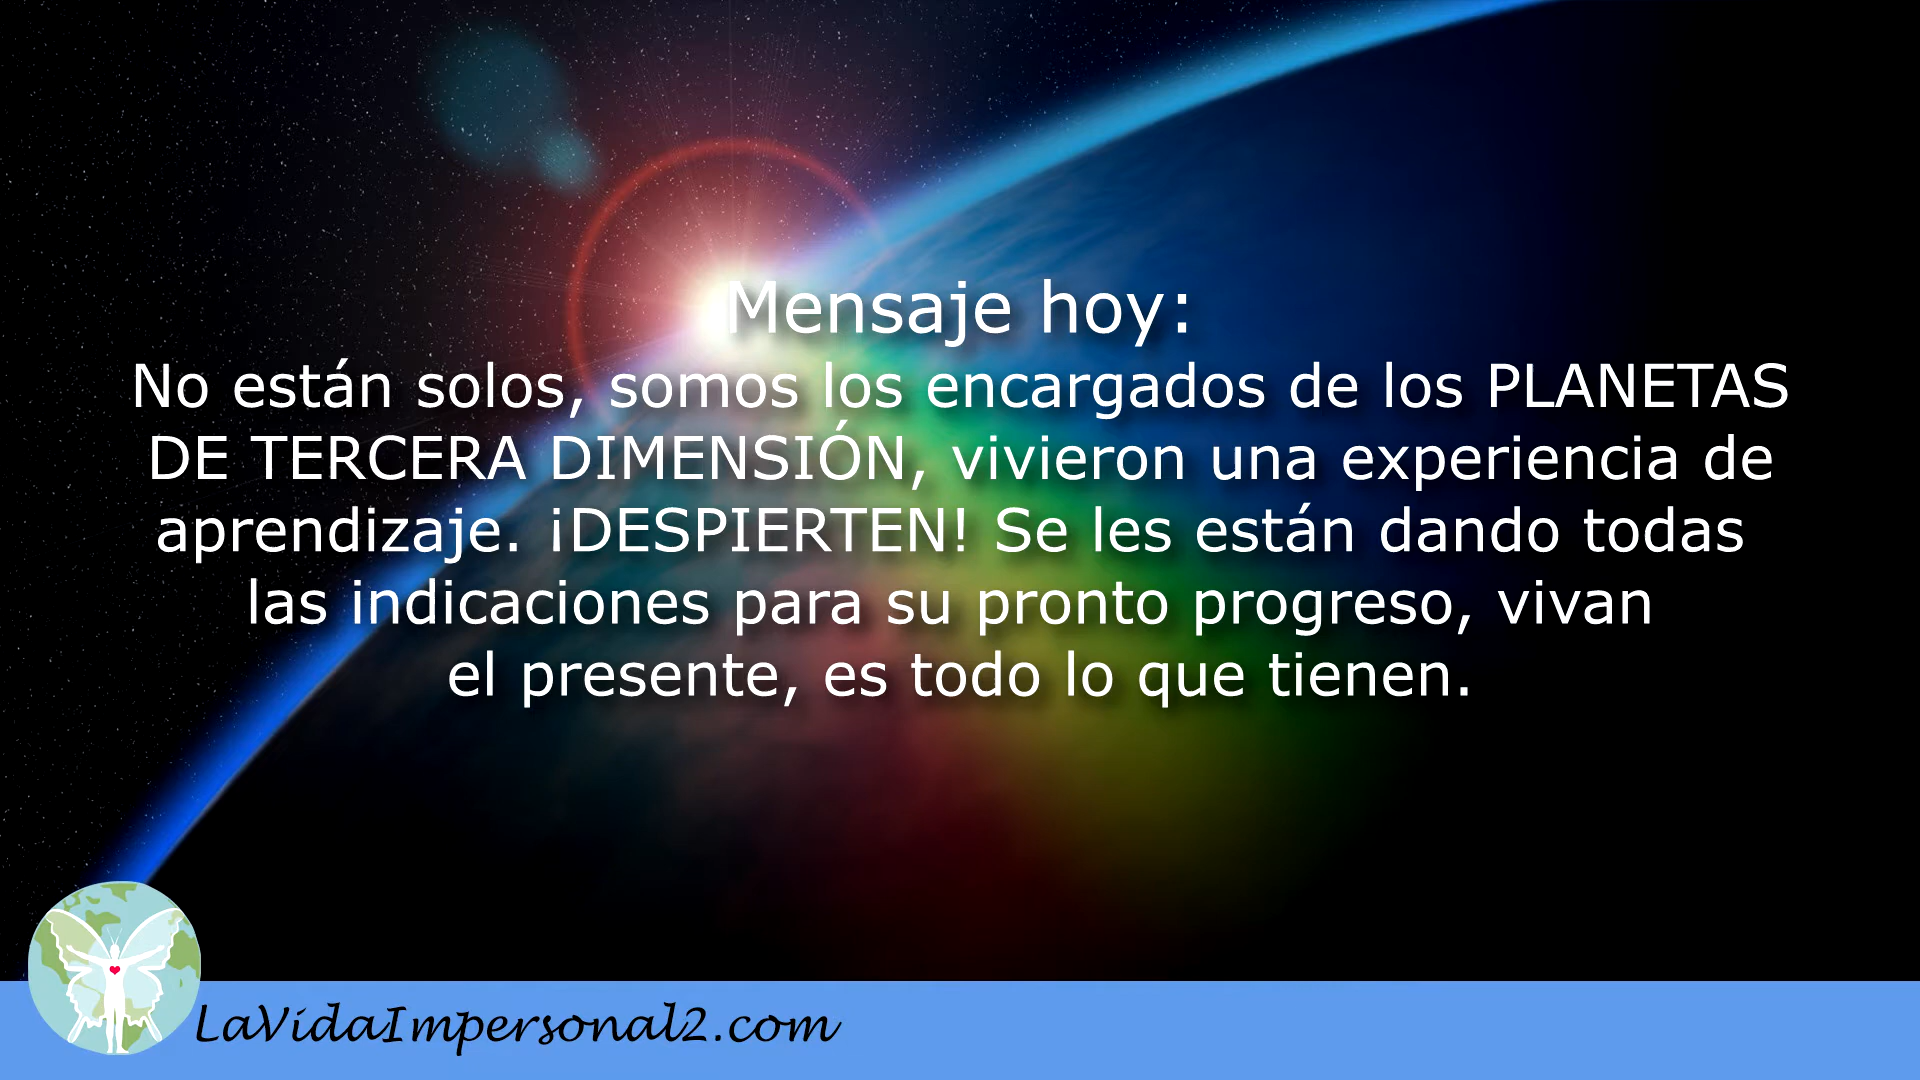 Mensaje hoy:
No están solos, somos los encargados de los PLANETAS
DE TERCERA DIMENSIÓN, vivieron una experiencia de
aprendizaje. ¡DESPIERTEN! Se les están dando todas
las indicaciones para su pronto progreso, vivan
el presente, es todo lo que tienen.
LaVidaImpersonal2.com